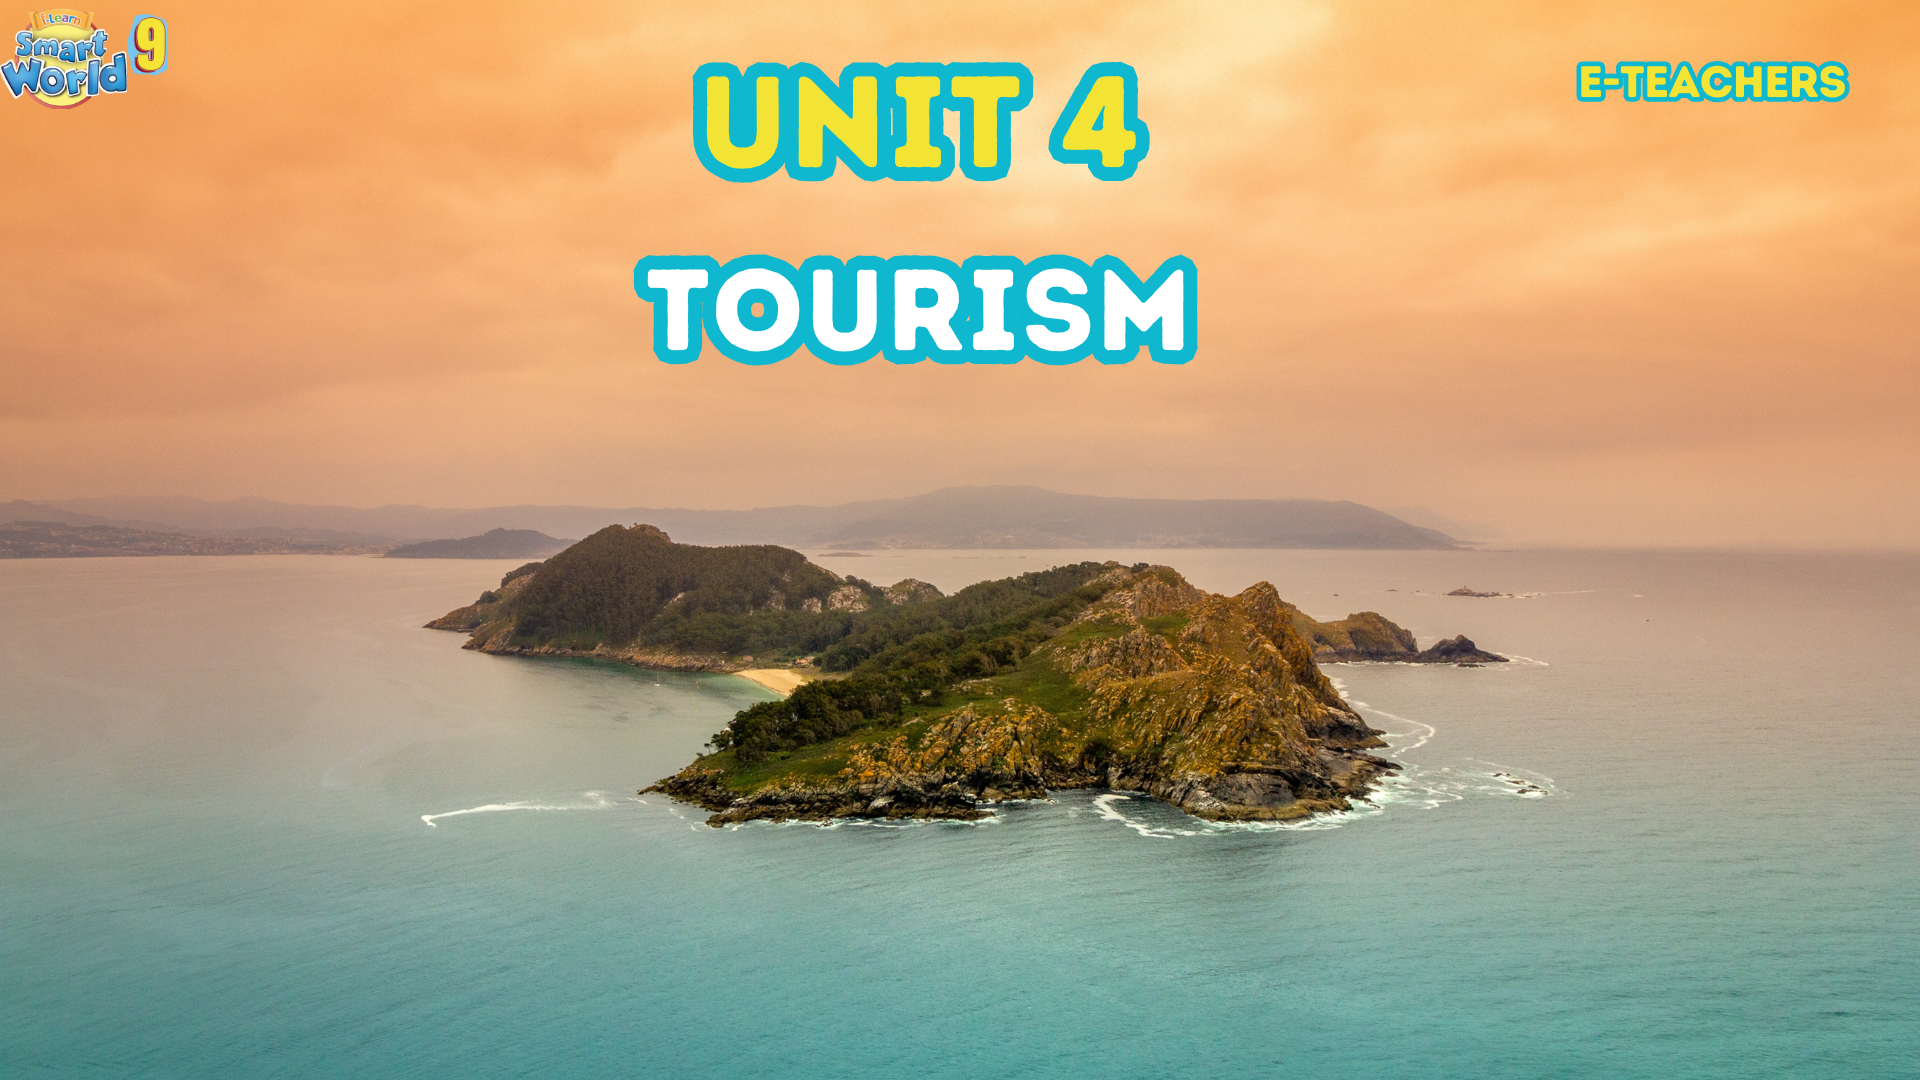 i-Learn
Smart
World 9
E-TEACHERS
UNIT 4
TOURISM